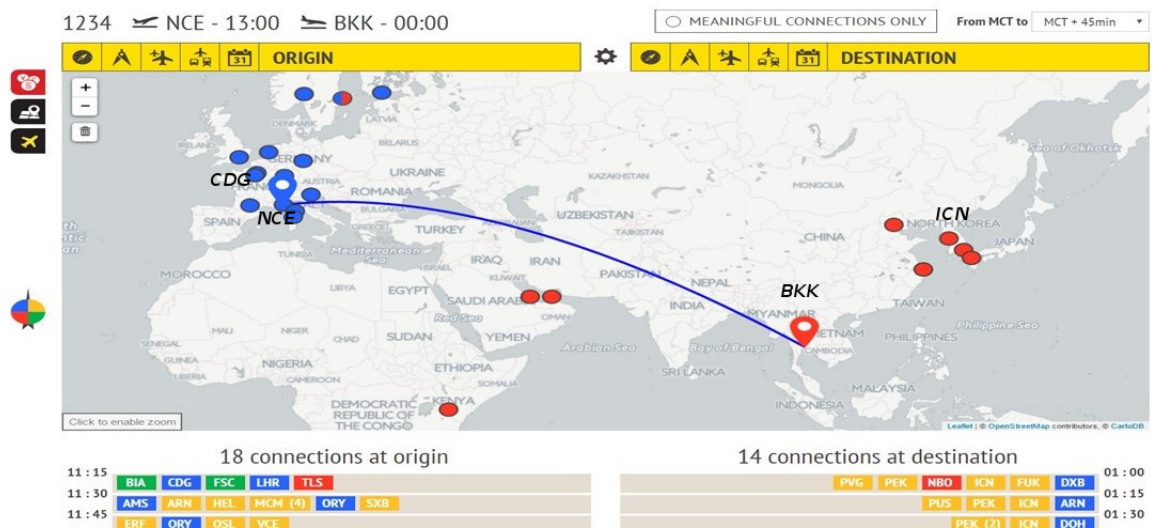 1234 NCE - 13:00 BKK - 00:00
MEANINGFUL CONNECTIONS ONLY From MCT to MCT + 45min
31 ORIGIN
31 DESTINATION
+
−
DENMARK
LATVIA
IRELAND
BELARUS
GERMANY
Sea of Okhotsk
CDG
UKRAINE
KAZAKHSTAN
AUSTRIA
MONGOLIA
ROMANIA
NCE
SPAIN
BULGARIA
UZBEKISTAN
ICN
NORTH KOREA
GREECE
TURKEY
TAJIKISTAN
CHINA
JAPAN
TUNISIA
Mediterranean Sea
ISRAEL
IRAQ
IRAN
MOROCCO
KUWAIT
PAKISTAN
NEPAL
LIBYA
EGYPT
SAUDI ARAB
BKK
INDIA
MYANMAR
TAIWAN
OMAN
Red Sea
MALI
NIGER
CHAD
SUDAN
YEMEN
Arabian Sea
Bay of Bengal
VIETNAM
PHILIPPINES
Philippine Sea
SENEGAL
CAMBODIA
GUINEA
NIGERIA
ETHIOPIA
SRI LANKA
LIBERIA
CAMEROON
SOMALIA
MALAYSIA
DEMOCRATIC REPUBLIC OF THE CONGO
KENYA
INDONESIA
Click to enable zoom
Leaflet | © OpenStreetMap contributors, © CartoDB
18 connections at origin
14 connections at destination
11 : 15
BIA CDG FSC LHR TLS
11 : 30
AMS ARN HEL MCM (4) ORY SXB
11 : 45
ERF ORY OSL VCE
01 : 00
PVG PEK NBO ICN FUK DXB
01 : 15
PUS PEK ICN ARN
01 : 30
PEK (2) ICN DOH